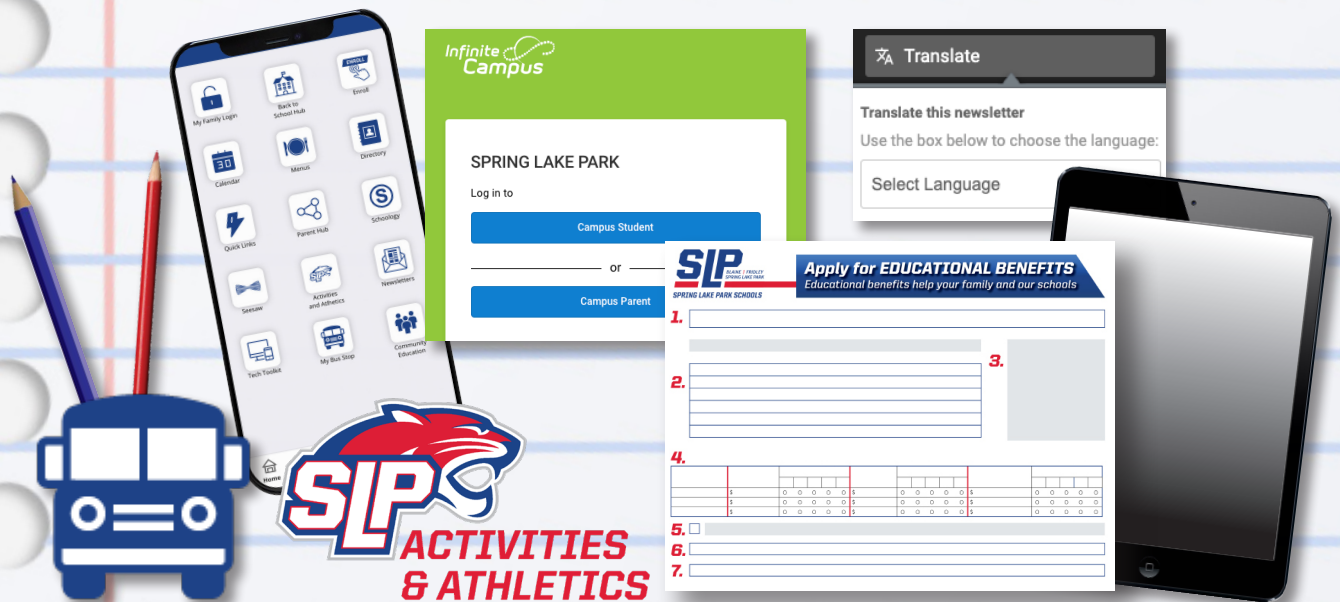 My Family Login
Back to
School Hub
ENROLL
Enroll
30
Calendar
Menus
Directory
Quick Links
Parent Hub
S
Schoology
Seesaw
Activities
and Athletics
Newsletters
Tech Toolkit
My Bus Stop
Community
Education
Home
Infinite
Campus
SPRING LAKE PARK
Log in to
Campus Student
or
Campus Parent
Translate
Translate this newsletter
Use the box below to choose the language:
Select Language
SLP
BLAINE | FRIDLEY
SPRING LAKE PARK
SPRING LAKE PARK SCHOOLS
Apply for EDUCATIONAL BENEFITS
Educational benefits help your family and our schools
1.
2.
3.
4.
$ $ $
$ $ $
$ $ $
5.
6.
7.
SLP
ACTIVITIES
& ATHLETICS